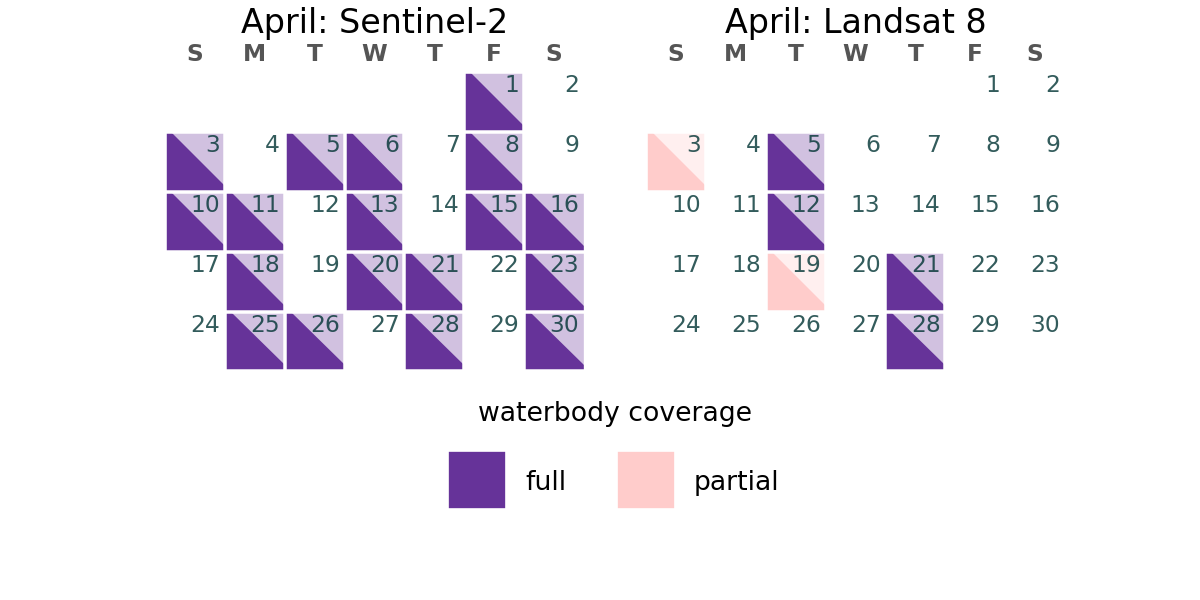 April: Sentinel-2
S M T W T F S
1 2
3 4 5 6 7 8 9
10 11 12 13 14 15 16
17 18 19 20 21 22 23
24 25 26 27 28 29 30
April: Landsat 8
S M T W T F S
1 2
3 4 5 6 7 8 9
10 11 12 13 14 15 16
17 18 19 20 21 22 23
24 25 26 27 28 29 30
waterbody coverage
full
partial